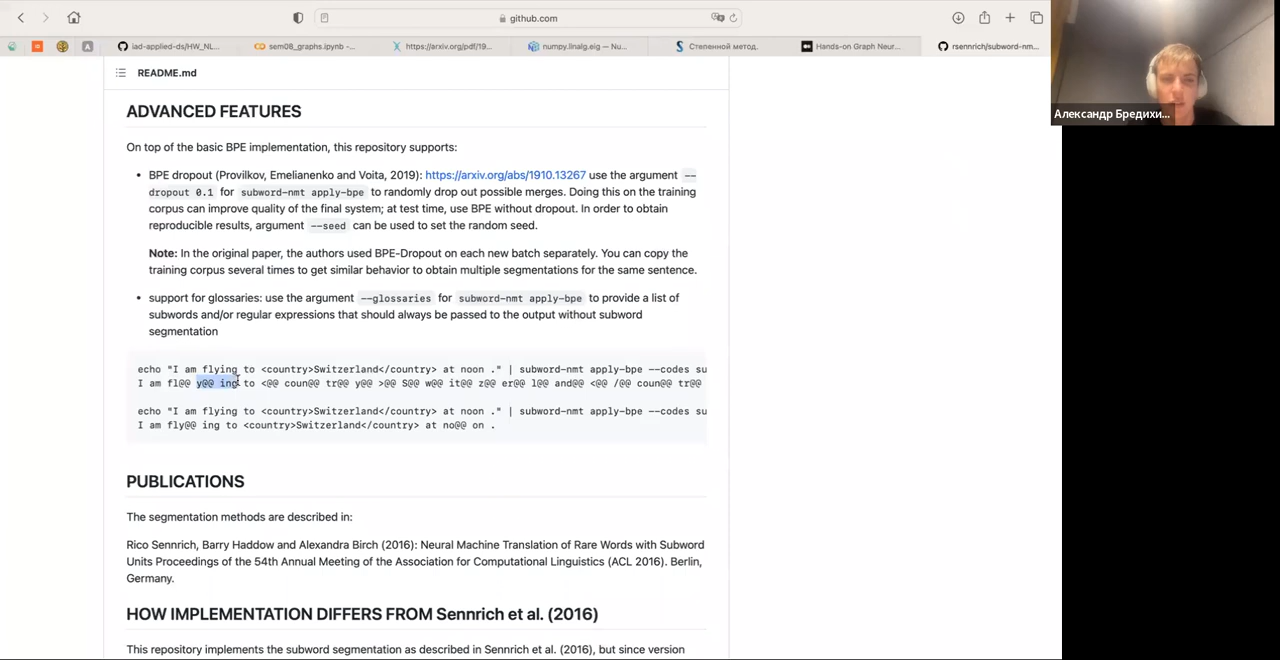 github.com
iad-applied-ds/HW_NL...
sem08_graphs.ipynb -...
https://arxiv.org/pdf/19...
numpy.linalg.eig — Nu...
Степенной метод.
Hands-on Graph Neur...
rsennrich/subword-nm...
Александр Бредихи...
README.md
ADVANCED FEATURES
On top of the basic BPE implementation, this repository supports:
• BPE dropout (Provilkov, Emelianenko and Voita, 2019): https://arxiv.org/abs/1910.13267 use the argument --
dropout 0.1 for subword-nmt apply-bpe to randomly drop out possible merges. Doing this on the training
corpus can improve quality of the final system; at test time, use BPE without dropout. In order to obtain
reproducible results, argument --seed can be used to set the random seed.
Note: In the original paper, the authors used BPE-Dropout on each new batch separately. You can copy the
training corpus several times to get similar behavior to obtain multiple segmentations for the same sentence.
• support for glossaries: use the argument --glossaries for subword-nmt apply-bpe to provide a list of
subwords and/or regular expressions that should always be passed to the output without subword
segmentation
echo "I am flying to <country>Switzerland</country> at noon ." | subword-nmt apply-bpe --codes su
I am fl@@ y@@ ing to <@@ coun@@ tr@@ y@@ >@@ S@@ w@@ it@@ z@@ er@@ l@@ and@@ <@@ /@@ coun@@ tr@@
echo "I am flying to <country>Switzerland</country> at noon ." | subword-nmt apply-bpe --codes su
I am fly@@ ing to <country>Switzerland</country> at no@@ on .
PUBLICATIONS
The segmentation methods are described in:
Rico Sennrich, Barry Haddow and Alexandra Birch (2016): Neural Machine Translation of Rare Words with Subword
Units Proceedings of the 54th Annual Meeting of the Association for Computational Linguistics (ACL 2016). Berlin,
Germany.
HOW IMPLEMENTATION DIFFERS FROM Sennrich et al. (2016)
This repository implements the subword segmentation as described in Sennrich et al. (2016), but since version